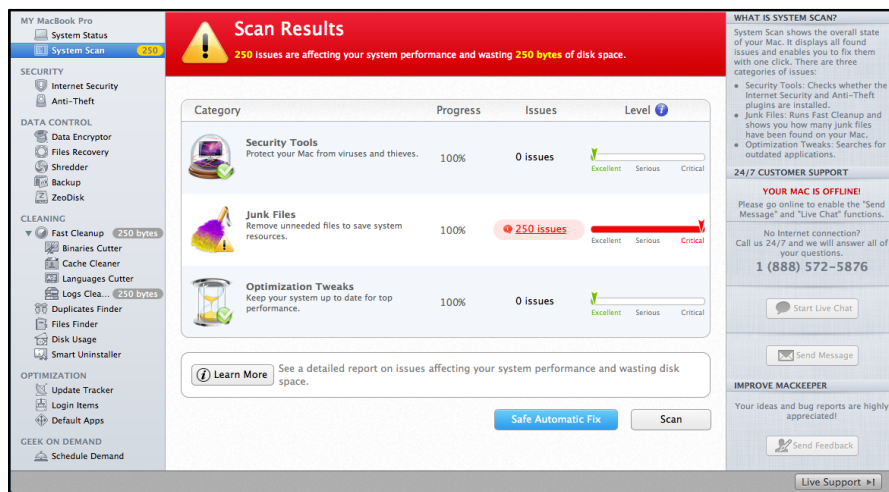 MY MacBook Pro
System Status
System Scan 250
SECURITY
Internet Security
Anti-Theft
DATA CONTROL
Data Encryptor
Files Recovery
Shredder
Backup
ZeoDisk
CLEANING
Fast Cleanup 250 bytes
Binaries Cutter
Cache Cleaner
Languages Cutter
Logs Clea... 250 bytes
Duplicates Finder
Files Finder
Disk Usage
Smart Uninstaller
OPTIMIZATION
Update Tracker
Login Items
Default Apps
GEEK ON DEMAND
Schedule Demand
Scan Results
250 issues are affecting your system performance and wasting 250 bytes of disk space.
Category Progress Issues Level
Security Tools
Protect your Mac from viruses and thieves.
100% 0 issues
Excellent Serious Critical
Junk Files
Remove unneeded files to save system
resources.
100% 250 issues
Excellent Serious Critical
Optimization Tweaks
Keep your system up to date for top
performance.
100% 0 issues
Excellent Serious Critical
Learn More
See a detailed report on issues affecting your system performance and wasting disk
space.
Safe Automatic Fix Scan
WHAT IS SYSTEM SCAN?
System Scan shows the overall state
of your Mac. It displays all found
issues and enables you to fix them
with one click. There are three
categories of issues:
• Security Tools: Checks whether the
Internet Security and Anti-Theft
plugins are installed.
• Junk Files: Runs Fast Cleanup and
shows you how many junk files
have been found on your Mac.
• Optimization Tweaks: Searches for
outdated applications.
24/7 CUSTOMER SUPPORT
YOUR MAC IS OFFLINE!
Please go online to enable the "Send
Message" and "Live Chat" functions.
No Internet connection?
Call us 24/7 and we will answer all of
your questions.
1 (888) 572-5876
Start Live Chat
Send Message
IMPROVE MACKEEPER
Your ideas and bug reports are highly
appreciated!
Send Feedback
Live Support